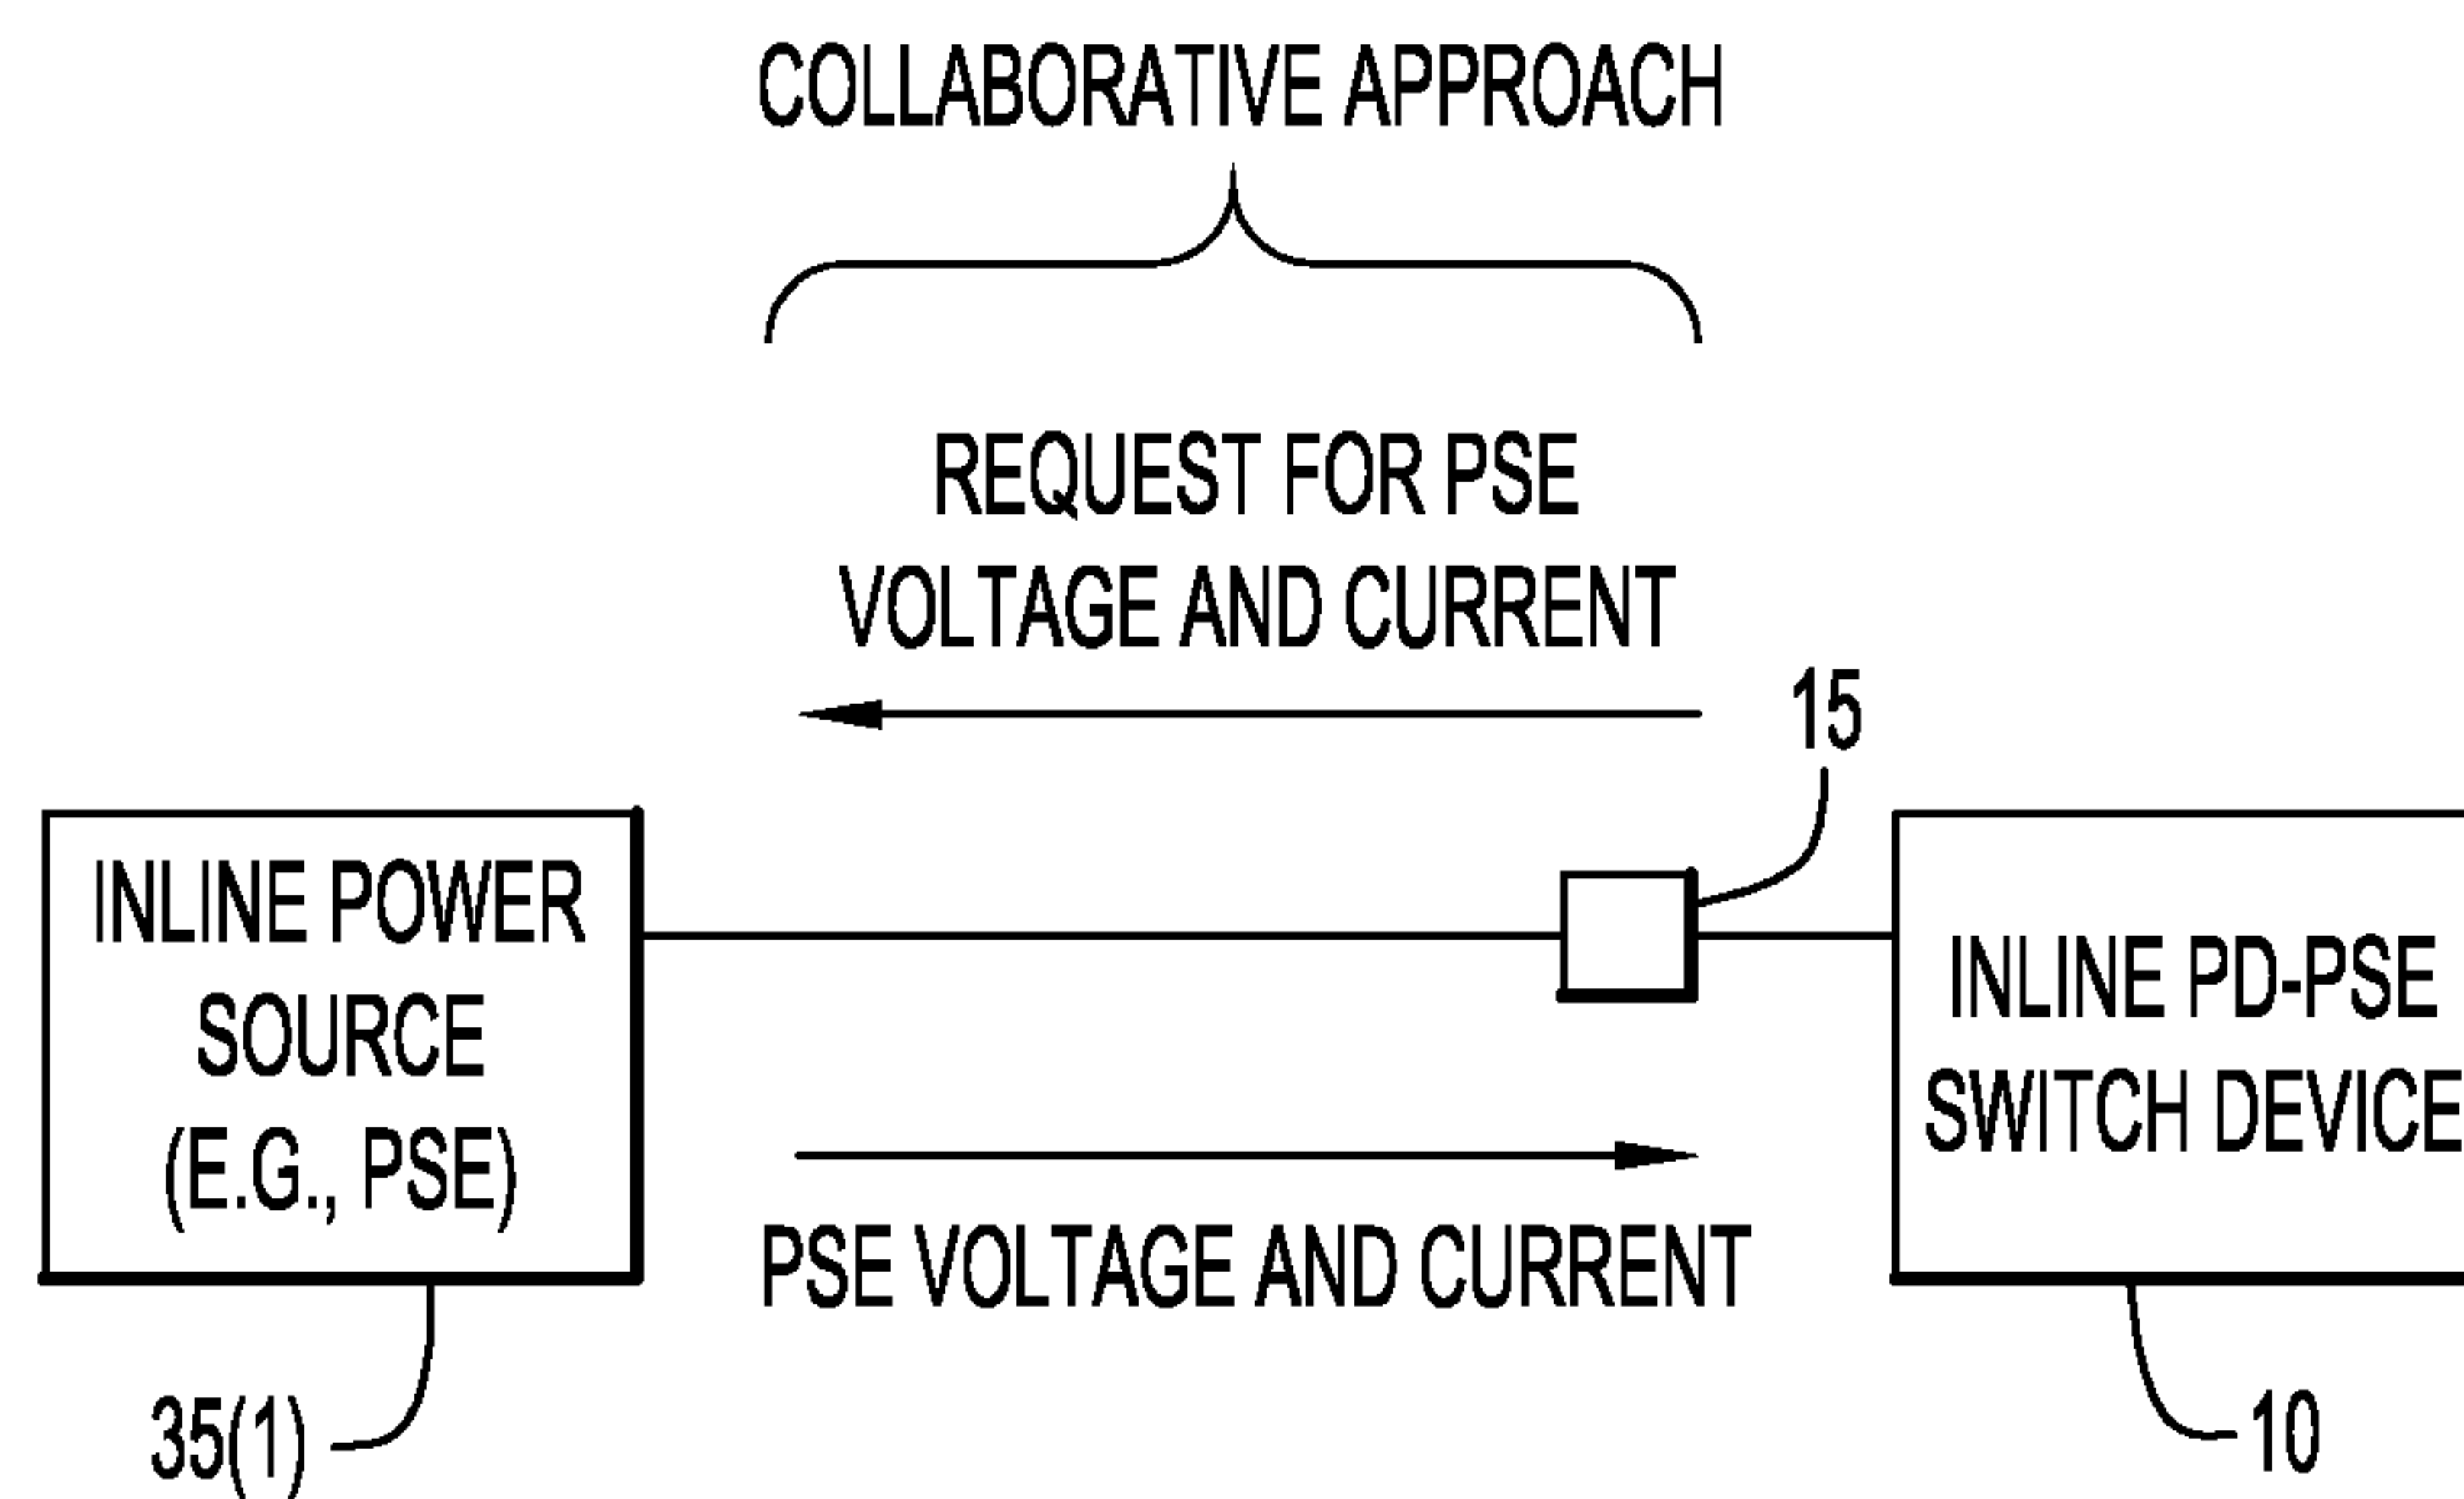 COLLABORATIVE APPROACH
REQUEST FOR PSE
VOLTAGE AND CURRENT
15
INLINE POWER
SOURCE
(E.G., PSE)
INLINE PD-PSE
SWITCH DEVICE
PSE VOLTAGE AND CURRENT
35(1)
10